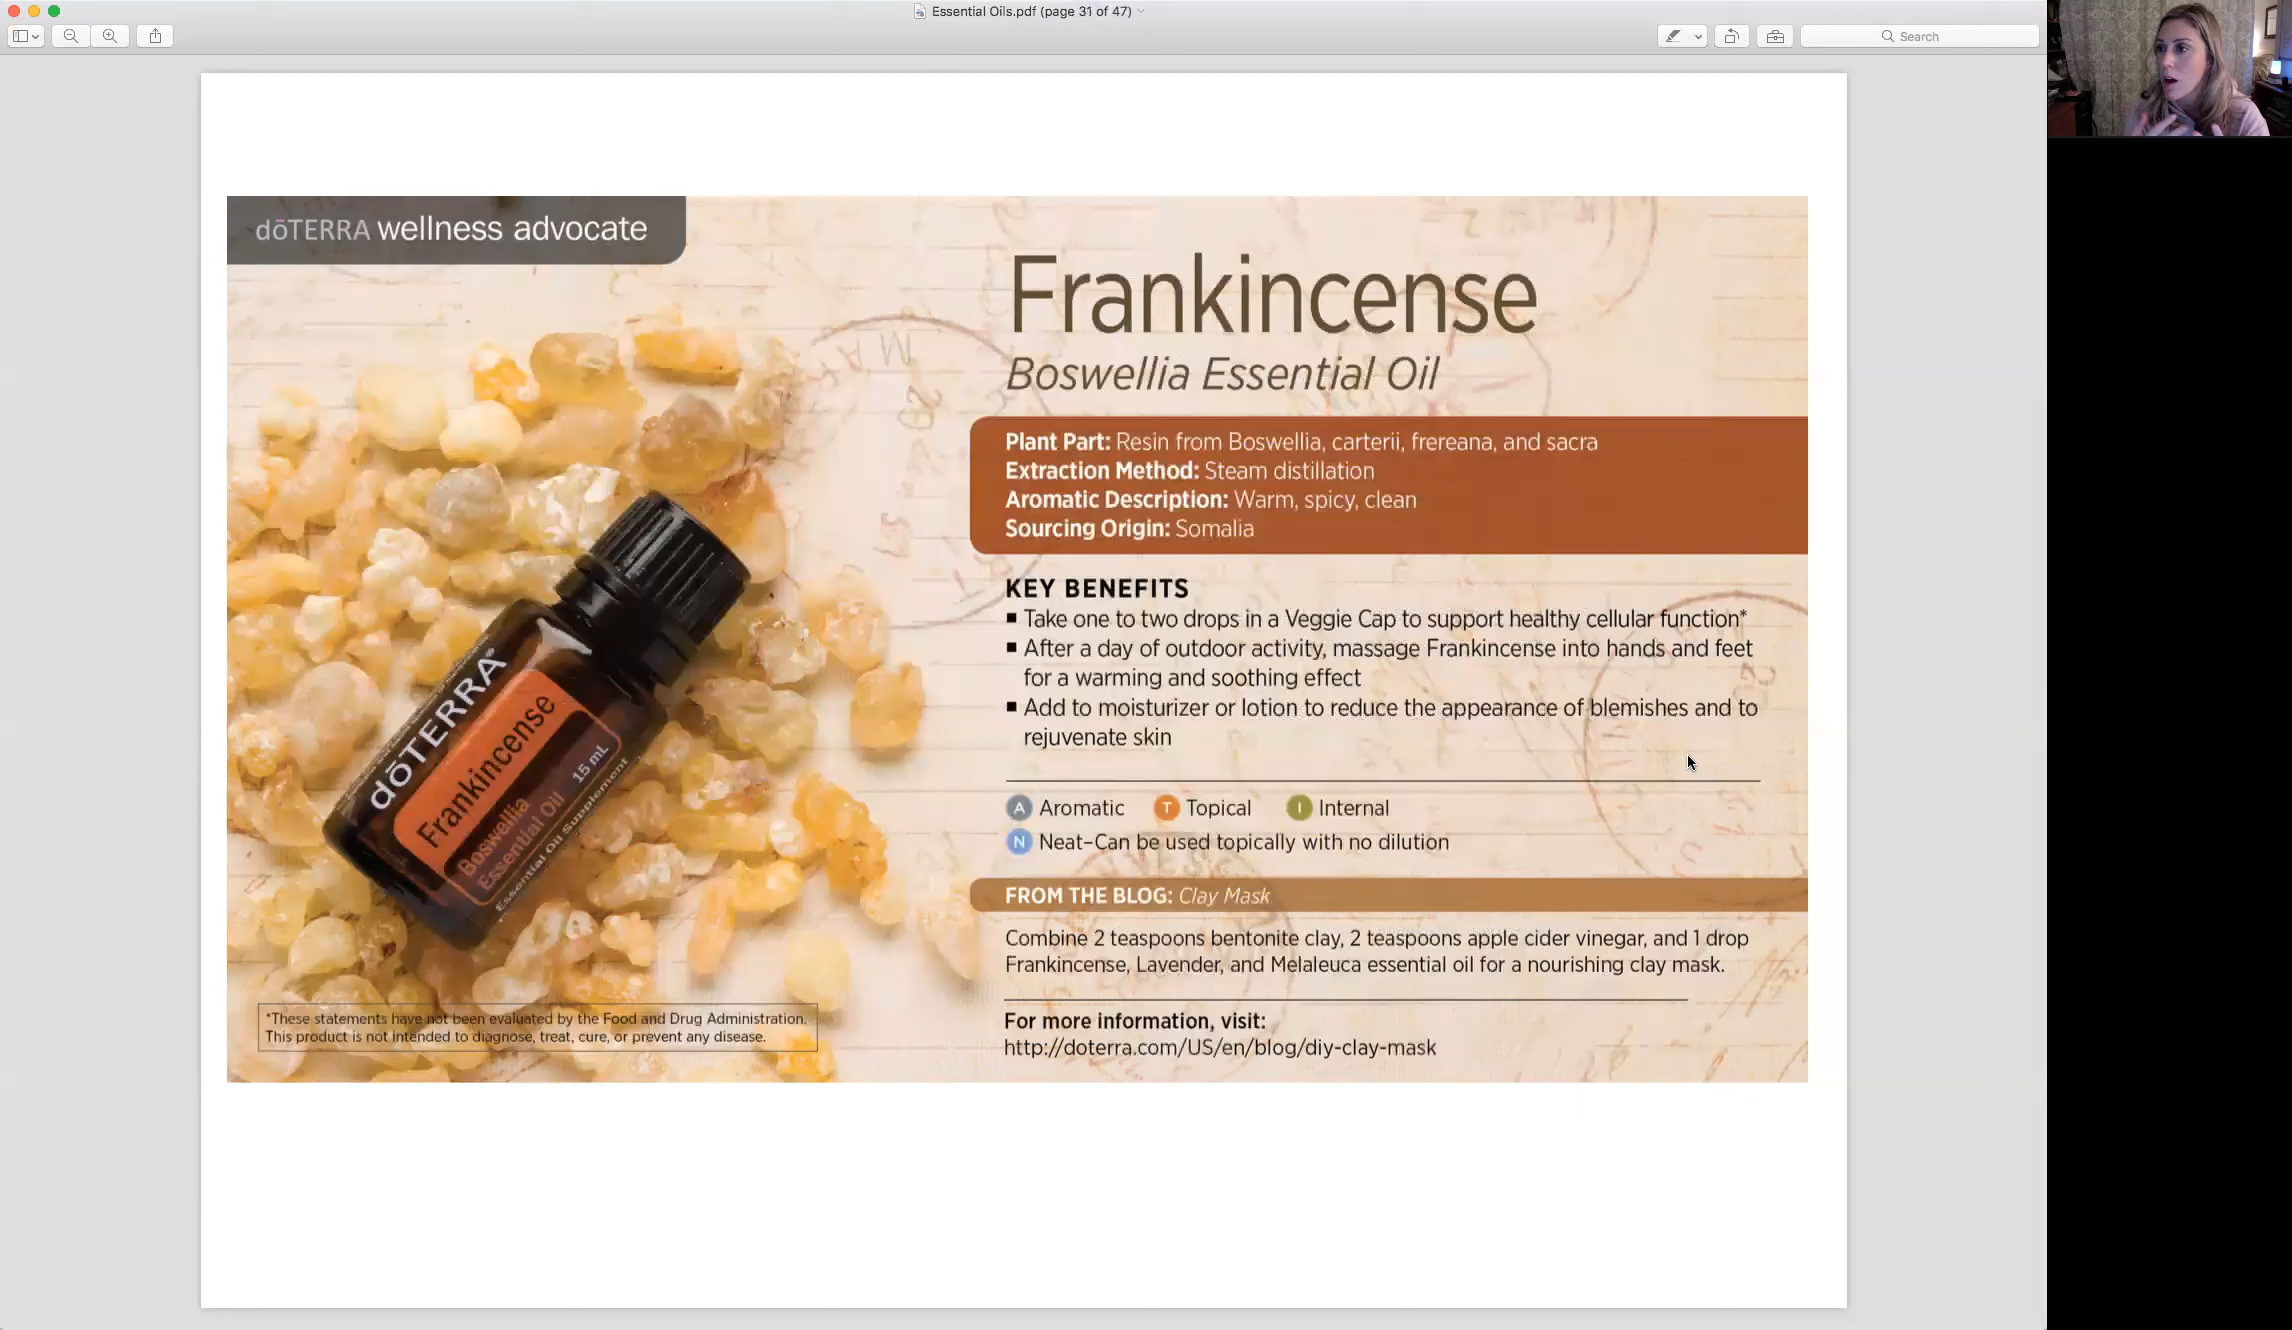 Essential Oils.pdf (page 31 of 47)
Search
dōTERRA wellness advocate
Frankincense
Boswellia Essential Oil
Plant Part: Resin from Boswellia, carterii, frereana, and sacra
Extraction Method: Steam distillation
Aromatic Description: Warm, spicy, clean
Sourcing Origin: Somalia
KEY BENEFITS
▪ Take one to two drops in a Veggie Cap to support healthy cellular function*
▪ After a day of outdoor activity, massage Frankincense into hands and feet
for a warming and soothing effect
▪ Add to moisturizer or lotion to reduce the appearance of blemishes and to
rejuvenate skin
A Aromatic T Topical I Internal
N Neat–Can be used topically with no dilution
FROM THE BLOG: Clay Mask
Combine 2 teaspoons bentonite clay, 2 teaspoons apple cider vinegar, and 1 drop
Frankincense, Lavender, and Melaleuca essential oil for a nourishing clay mask.
For more information, visit:
http://doterra.com/US/en/blog/diy-clay-mask
dōTERRA®
Frankincense
Boswellia
Essential Oil
15 mL
Essential Oil Supplement
*These statements have not been evaluated by the Food and Drug Administration.
This product is not intended to diagnose, treat, cure, or prevent any disease.